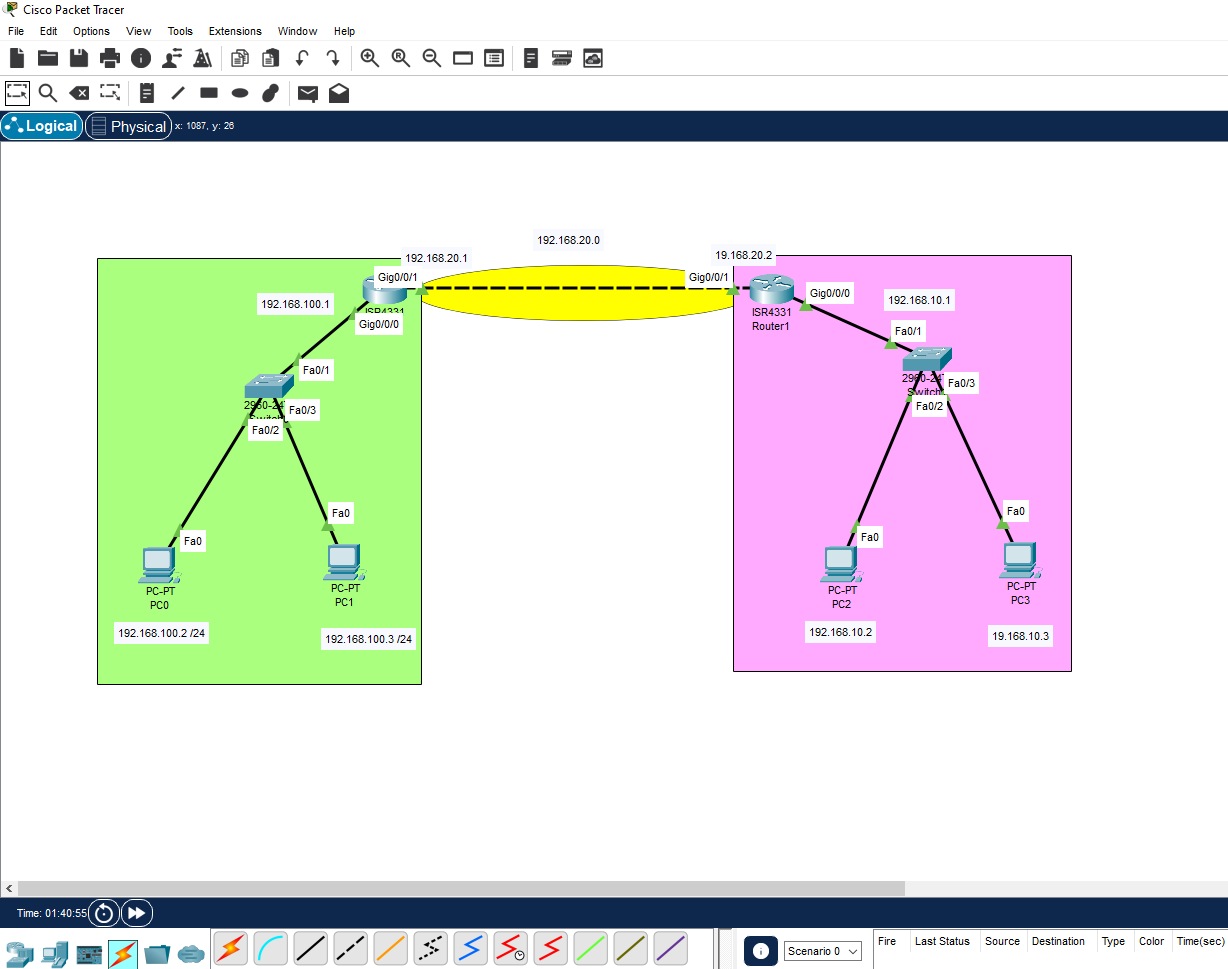 Cisco Packet Tracer
File Edit Options View Tools Extensions Window Help
Logical Physical x: 1087, y: 26
192.168.20.0
192.168.20.1
19.168.20.2
Gig0/0/1
Gig0/0/1
192.168.100.1
ISR4331
Gig0/0/0
ISR4331
Router1
Gig0/0/0
192.168.10.1
Fa0/1
Fa0/1
Fa0/3
Fa0/2
Fa0/3
Fa0/2
Fa0
Fa0
Fa0
Fa0
PC-PT
PC0
PC-PT
PC1
PC-PT
PC2
PC-PT
PC3
192.168.100.2 /24
192.168.100.3 /24
192.168.10.2
19.168.10.3
Time: 01:40:55
Scenario 0
Fire Last Status Source Destination Type Color Time(sec)